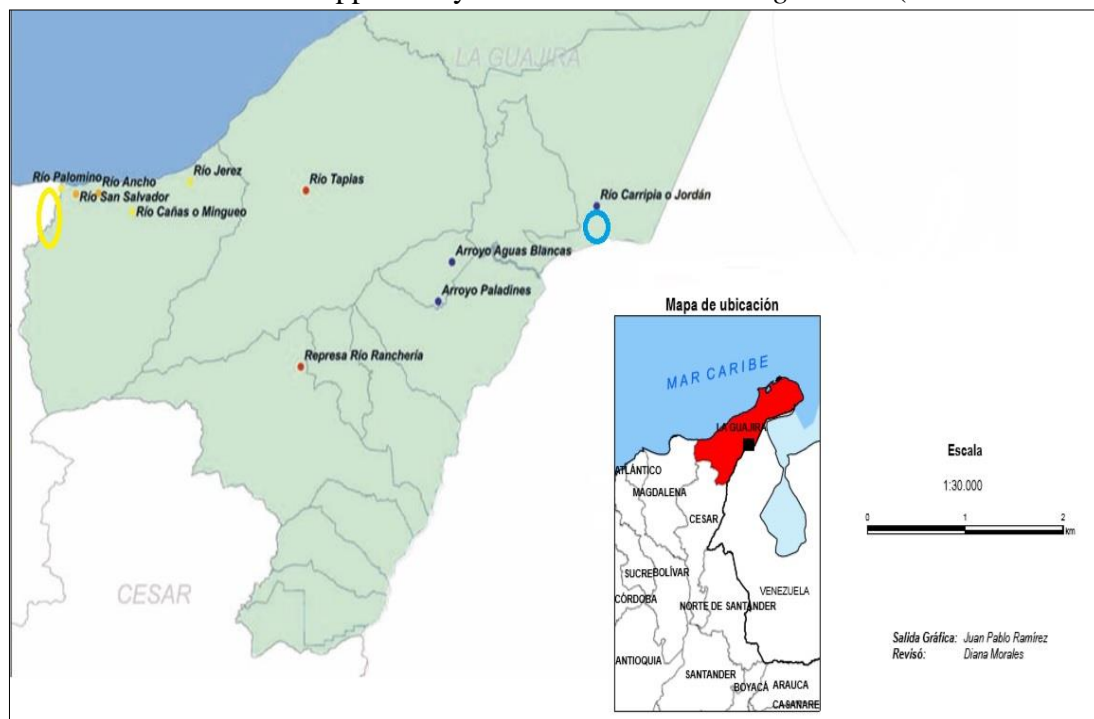 LA GUAJIRA
Río Palomino
Río Ancho
Río Jerez
Río San Salvador
Río Cañas o Mingueo
Río Tapias
Río Carripia o Jordán
Arroyo Aguas Blancas
Arroyo Paladines
Represa Río Ranchería
CESAR
Mapa de ubicación
MAR CARIBE
LA GUAJIRA
ATLÁNTICO
MAGDALENA
CESAR
SUCRE
BOLÍVAR
CÓRDOBA
VENEZUELA
NORTE DE SANTANDER
ANTIOQUIA
SANTANDER
BOYACÁ
ARAUCA
CASANARE
Escala
1:30.000
0 1 2
km
Salida Gráfica: Juan Pablo Ramírez
Revisó: Diana Morales